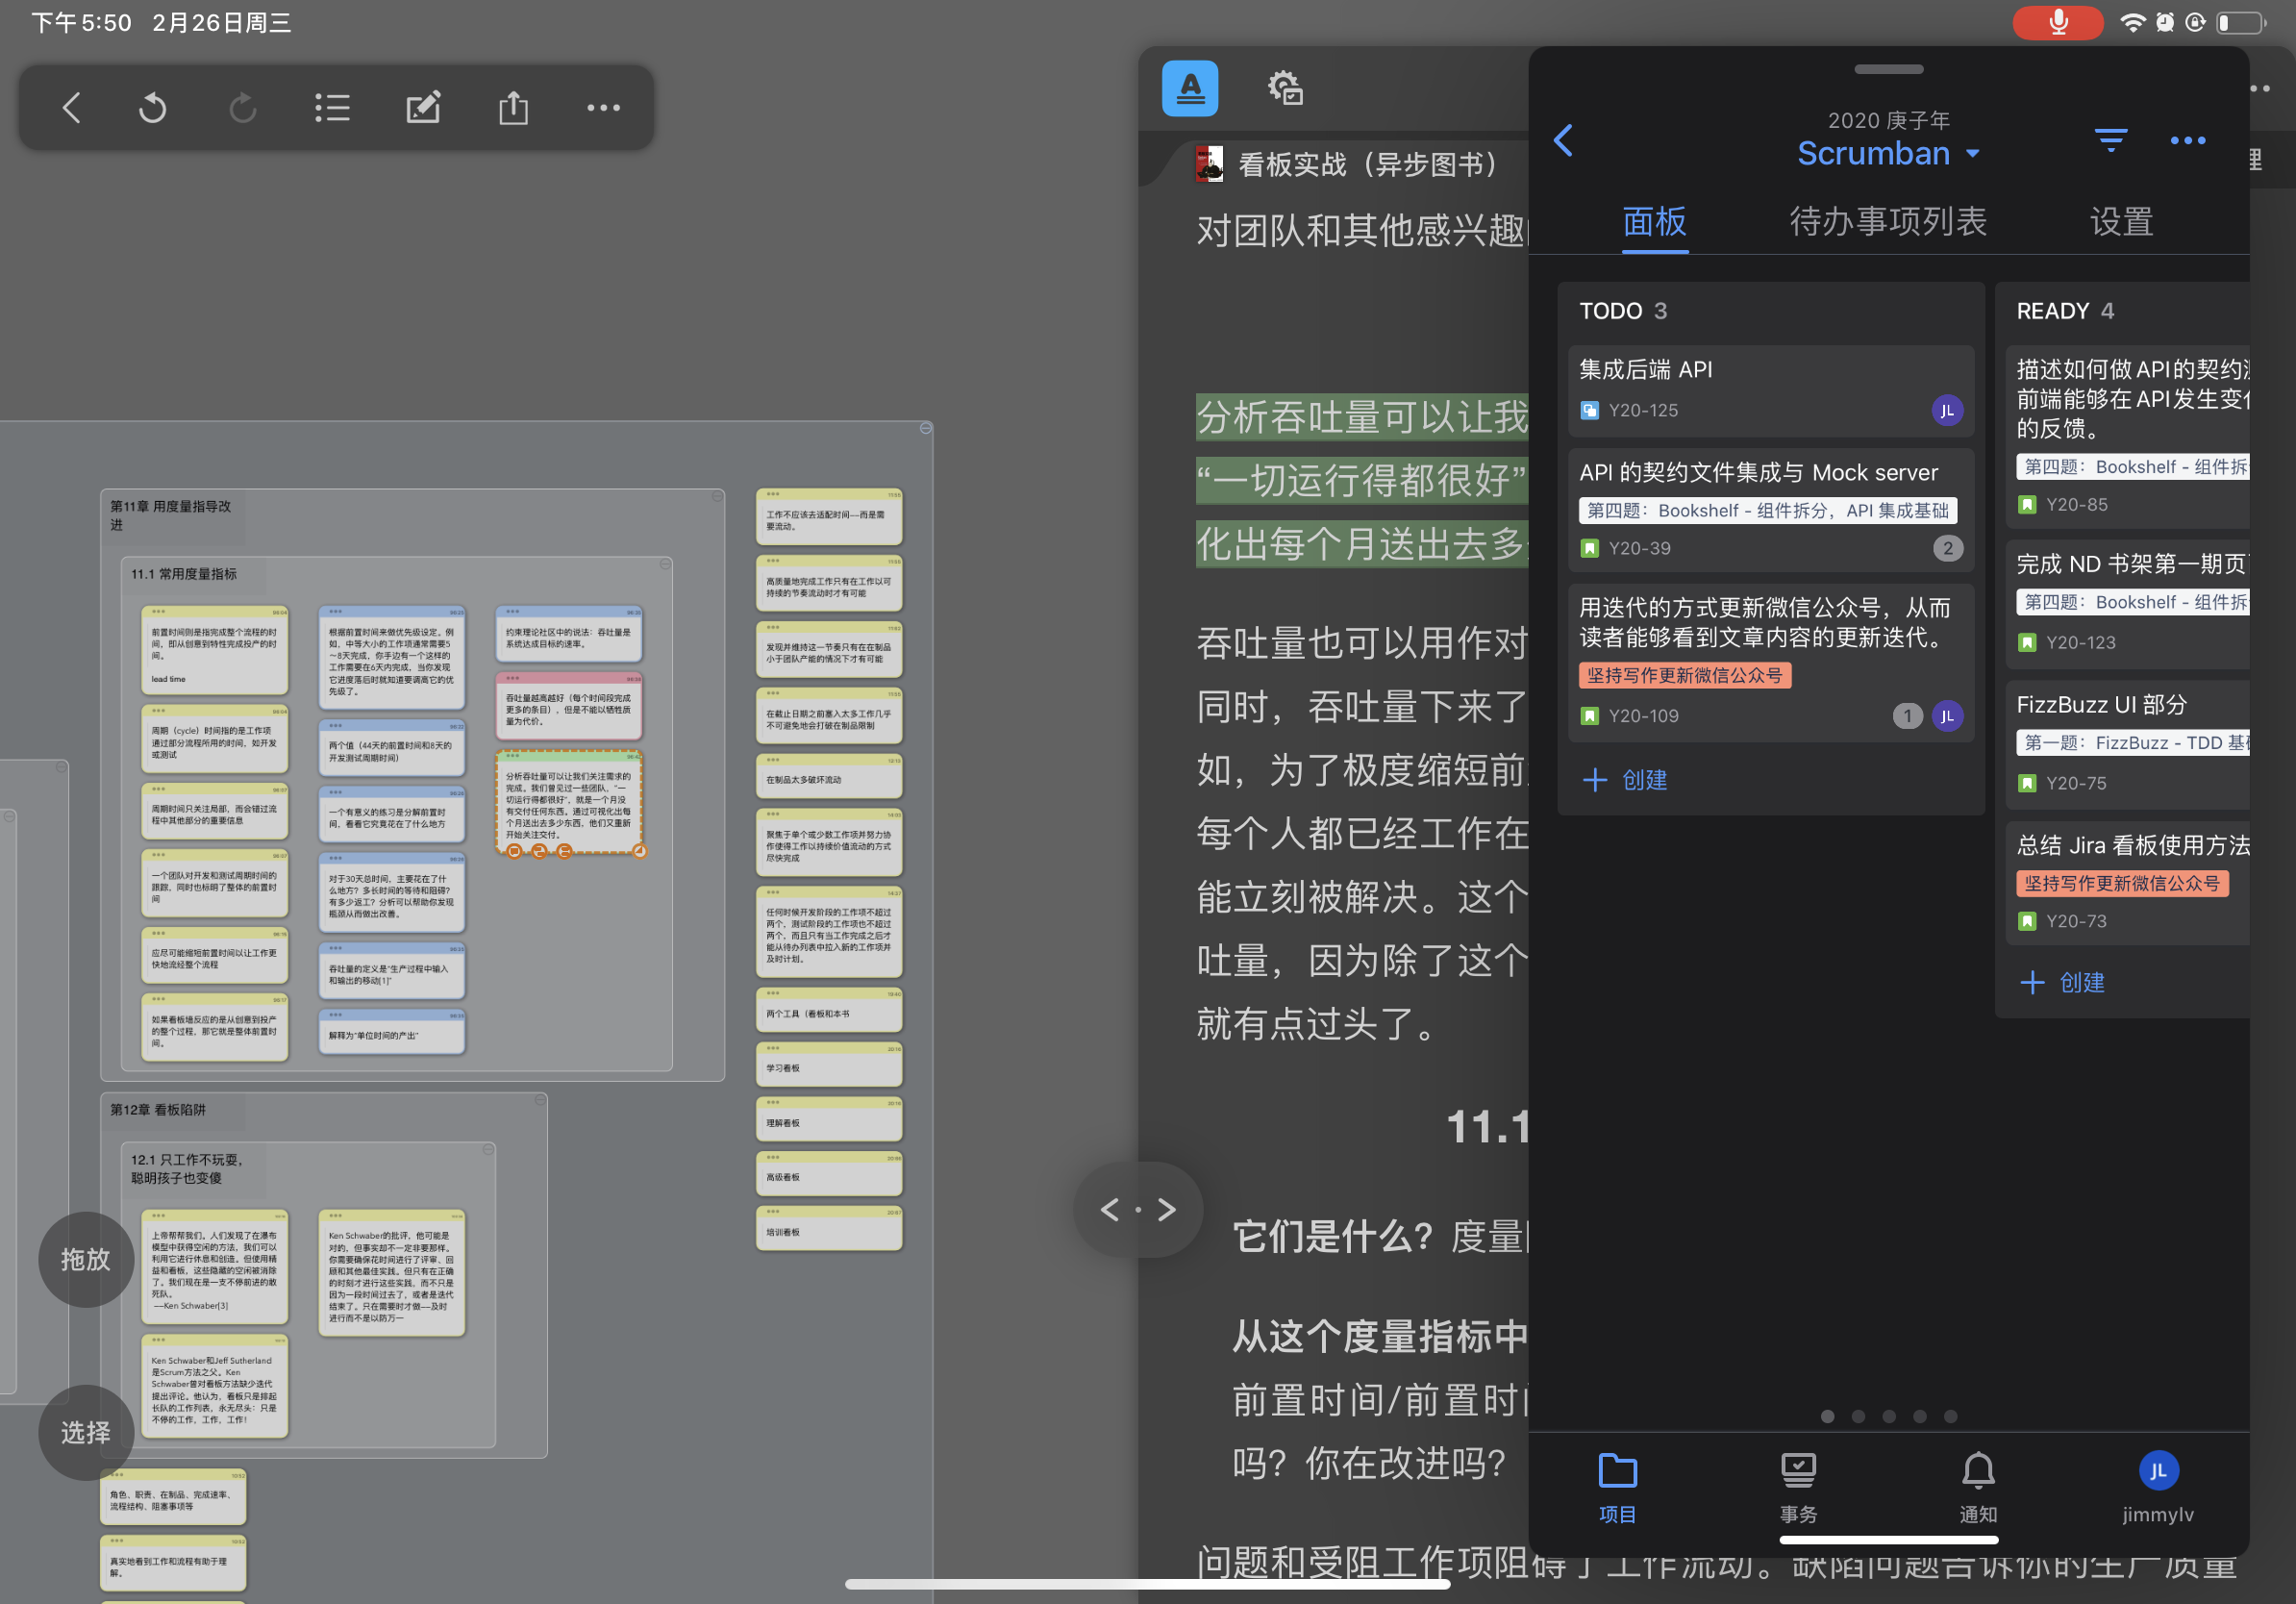 下午5:50 2月26日周三
第11章 用度量指导改
进
11.1 常用度量指标
前置时间则是指完成整个流程的时
间，即从创意到特性完成投产的时
间。
lead time
周期（cycle）时间指的是工作项
通过部分流程所用的时间，如开发
或测试
周期时间只关注局部，而会错过流
程中其他部分的重要信息
一个团队对开发和测试周期时间的
跟踪，同时也标明了整体的前置时
间
应尽可能缩短前置时间以让工作更
快地流经整个流程
如果看板墙反应的是从创意到投产
的整个过程，那它就是整体前置时
间。
根据前置时间来做优先级设定。例
如，中等大小的工作项通常需要5
～8天完成，你手边有一个这样的
工作需要在6天内完成，当你发现
它进度落后时就知道要调高它的优
先级了。
两个值（44天的前置时间和8天的
开发测试周期时间）
一个有意义的练习是分解前置时
间，看看它究竟花在了什么地方
对于30天总时间，主要花在了什
么地方？多长时间的等待和阻碍？
有多少返工？分析可以帮助你发现
瓶颈从而做出改善。
吞吐量的定义是“生产过程中输入
和输出的移动[1]”
解释为“单位时间的产出”
约束理论社区中的说法：吞吐量是
系统达成目标的速率。
吞吐量越高越好（每个时间段完成
更多的条目），但是不能以牺牲质
量为代价。
分析吞吐量可以让我们关注需求的
完成。我们曾见过一些团队，“一
切运行得都很好”，就是一个月没
有交付任何东西。通过可视化出每
个月送出去多少东西，他们又重新
开始关注交付。
第12章 看板陷阱
12.1 只工作不玩耍，
聪明孩子也变傻
上帝帮帮我们。人们发现了在瀑布
模型中获得空闲的方法，我们可以
利用它进行休息和创造。但使用精
益和看板，这些隐藏的空闲被消除
了。我们现在是一支不停前进的敢
死队。
——Ken Schwaber[3]
Ken Schwaber和Jeff Sutherland
是Scrum方法之父。Ken
Schwaber曾对看板方法缺少迭代
提出评论。他认为，看板只是排起
长队的工作列表，永无尽头：只是
不停的工作，工作，工作！
Ken Schwaber的批评，他可能是
对的，但事实却不一定非要那样。
你需要确保花时间进行了评审、回
顾和其他最佳实践。但只有在正确
的时刻才进行这些实践，而不只是
因为一段时间过去了，或者是迭代
结束了。只在需要时才做——及时
进行而不是以防万一
角色、职责、在制品、完成速率、
流程结构、阻塞事项等
真实地看到工作和流程有助于理
解。
工作不应该去适配时间——而是需
要流动。
高质量地完成工作只有在工作以可
持续的节奏流动时才有可能
发现并维持这一节奏只有在在制品
小于团队产能的情况下才有可能
在截止日期之前塞入太多工作几乎
不可避免地会打破在制品限制
在制品太多破坏流动
聚焦于单个或少数工作项并努力协
作使得工作以持续价值流动的方式
尽快完成
任何时候开发阶段的工作项不超过
两个，测试阶段的工作项也不超过
两个，而且只有当工作完成之后才
能从待办列表中拉入新的工作项并
及时计划。
两个工具（看板和本书
学习看板
理解看板
高级看板
培训看板
拖放
选择
看板实战（异步图书）
对团队和其他感兴趣
分析吞吐量可以让我
“一切运行得都很好”
化出每个月送出去多
吞吐量也可以用作对
同时，吞吐量下来了
如，为了极度缩短前
每个人都已经工作在
能立刻被解决。这个
吐量，因为除了这个
就有点过头了。
11.1
它们是什么？度量
从这个度量指标中
前置时间/前置时
吗？你在改进吗？
问题和受阻工作项阻碍了工作流动。缺陷问题告诉你的生产质量
理
2020 庚子年
Scrumban
面板 待办事项列表 设置
TODO 3
集成后端 API
Y20-125 JL
API 的契约文件集成与 Mock server
第四题：Bookshelf - 组件拆分，API 集成基础
Y20-39 2
用迭代的方式更新微信公众号，从而
读者能够看到文章内容的更新迭代。
坚持写作更新微信公众号
Y20-109 1 JL
创建
READY 4
描述如何做API的契约
前端能够在API发生变
的反馈。
第四题：Bookshelf - 组件拆
Y20-85
完成 ND 书架第一期页
第四题：Bookshelf - 组件拆
Y20-123
FizzBuzz UI 部分
第一题：FizzBuzz - TDD 基
Y20-75
总结 Jira 看板使用方法
坚持写作更新微信公众号
Y20-73
创建
项目 事务 通知 JL jimmylv